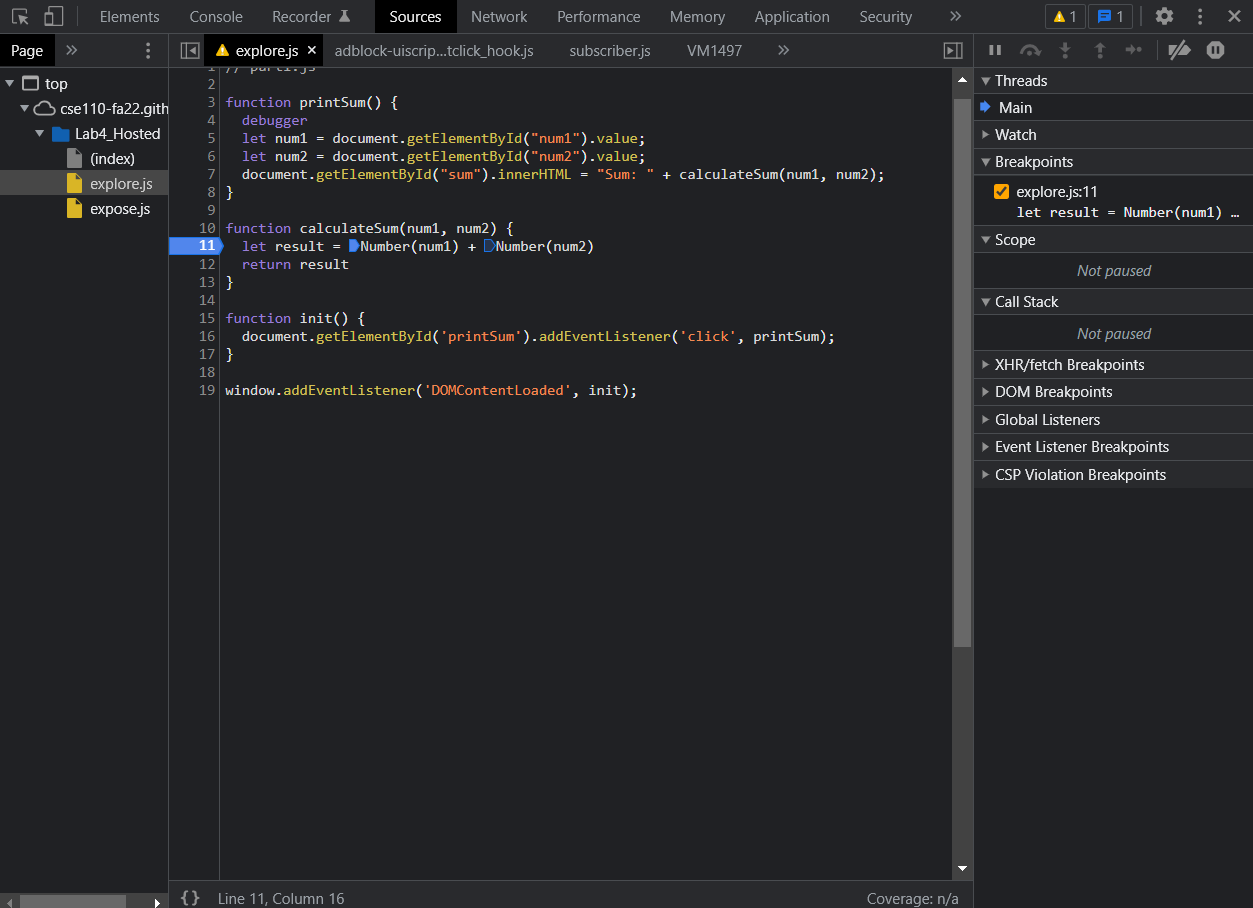 Elements Console Recorder Sources Network Performance Memory Application Security 1 1
Page explore.js × adblock-uiscrip...tclick_hook.js subscriber.js VM1497
top
cse110-fa22.gith
Lab4_Hosted
(index)
explore.js
expose.js
1 // part1.js
2
3 function printSum() {
4 debugger
5 let num1 = document.getElementById("num1").value;
6 let num2 = document.getElementById("num2").value;
7 document.getElementById("sum").innerHTML = "Sum: " + calculateSum(num1, num2);
8 }
9
10 function calculateSum(num1, num2) {
11 let result = Number(num1) + Number(num2)
12 return result
13 }
14
15 function init() {
16 document.getElementById('printSum').addEventListener('click', printSum);
17 }
18
19 window.addEventListener('DOMContentLoaded', init);
{} Line 11, Column 16 Coverage: n/a
Threads
Main
Watch
Breakpoints
explore.js:11
let result = Number(num1) …
Scope
Not paused
Call Stack
Not paused
XHR/fetch Breakpoints
DOM Breakpoints
Global Listeners
Event Listener Breakpoints
CSP Violation Breakpoints